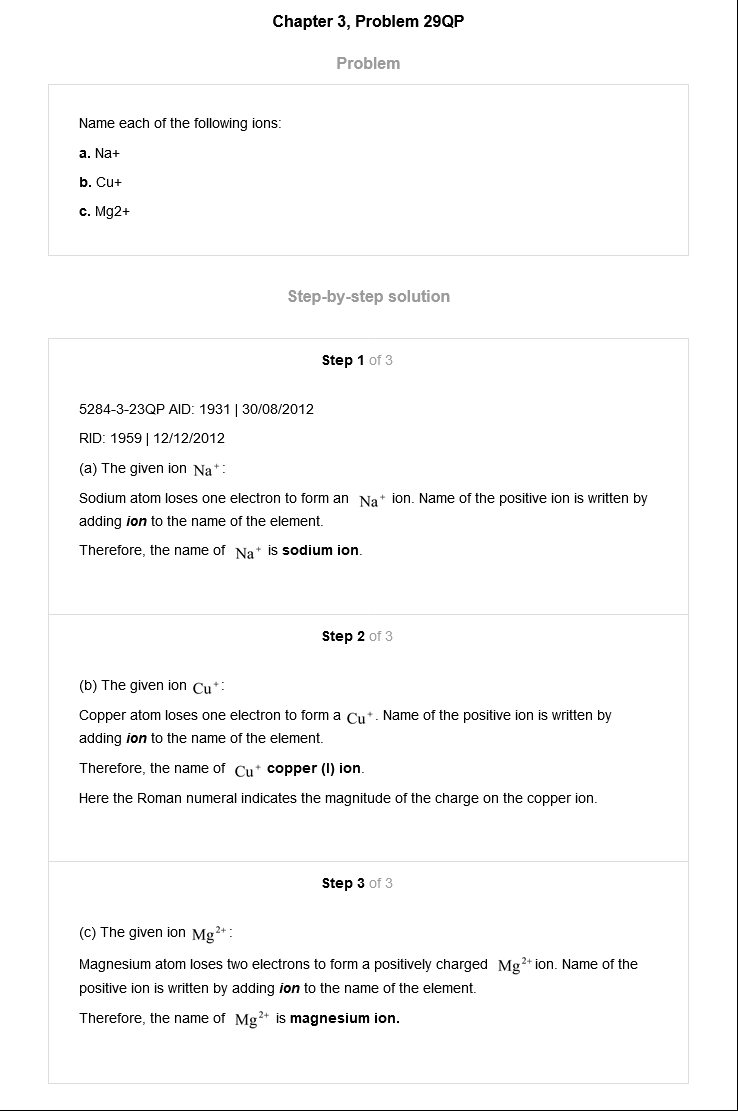 Chapter 3, Problem 29QP
Problem
Name each of the following ions:
a. Na+
b. Cu+
c. Mg2+
Step-by-step solution
Step 1 of 3
5284-3-23QP AID: 1931 | 30/08/2012
RID: 1959 | 12/12/2012
(a) The given ion Na⁺:
Sodium atom loses one electron to form an Na⁺ ion. Name of the positive ion is written by
adding ion to the name of the element.
Therefore, the name of Na⁺ is sodium ion.
Step 2 of 3
(b) The given ion Cu⁺:
Copper atom loses one electron to form a Cu⁺. Name of the positive ion is written by
adding ion to the name of the element.
Therefore, the name of Cu⁺ copper (I) ion.
Here the Roman numeral indicates the magnitude of the charge on the copper ion.
Step 3 of 3
(c) The given ion Mg²⁺:
Magnesium atom loses two electrons to form a positively charged Mg²⁺ ion. Name of the
positive ion is written by adding ion to the name of the element.
Therefore, the name of Mg²⁺ is magnesium ion.